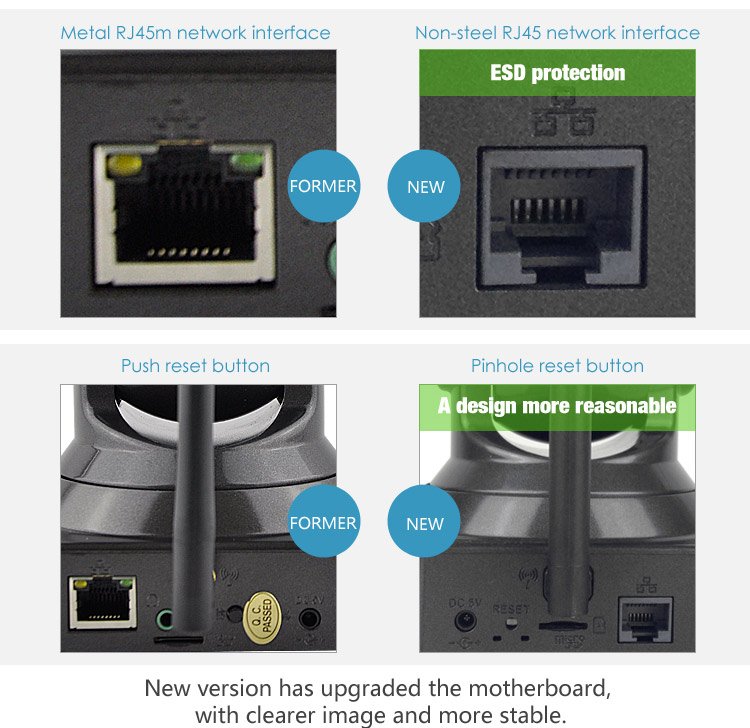 Metal RJ45m network interface
Non-steel RJ45 network interface
ESD protection
FORMER
NEW
Push reset button
Pinhole reset button
A design more reasonable
FORMER
NEW
Q.C.
PASSED
DC 5V
RESET
micro
New version has upgraded the motherboard,
with clearer image and more stable.